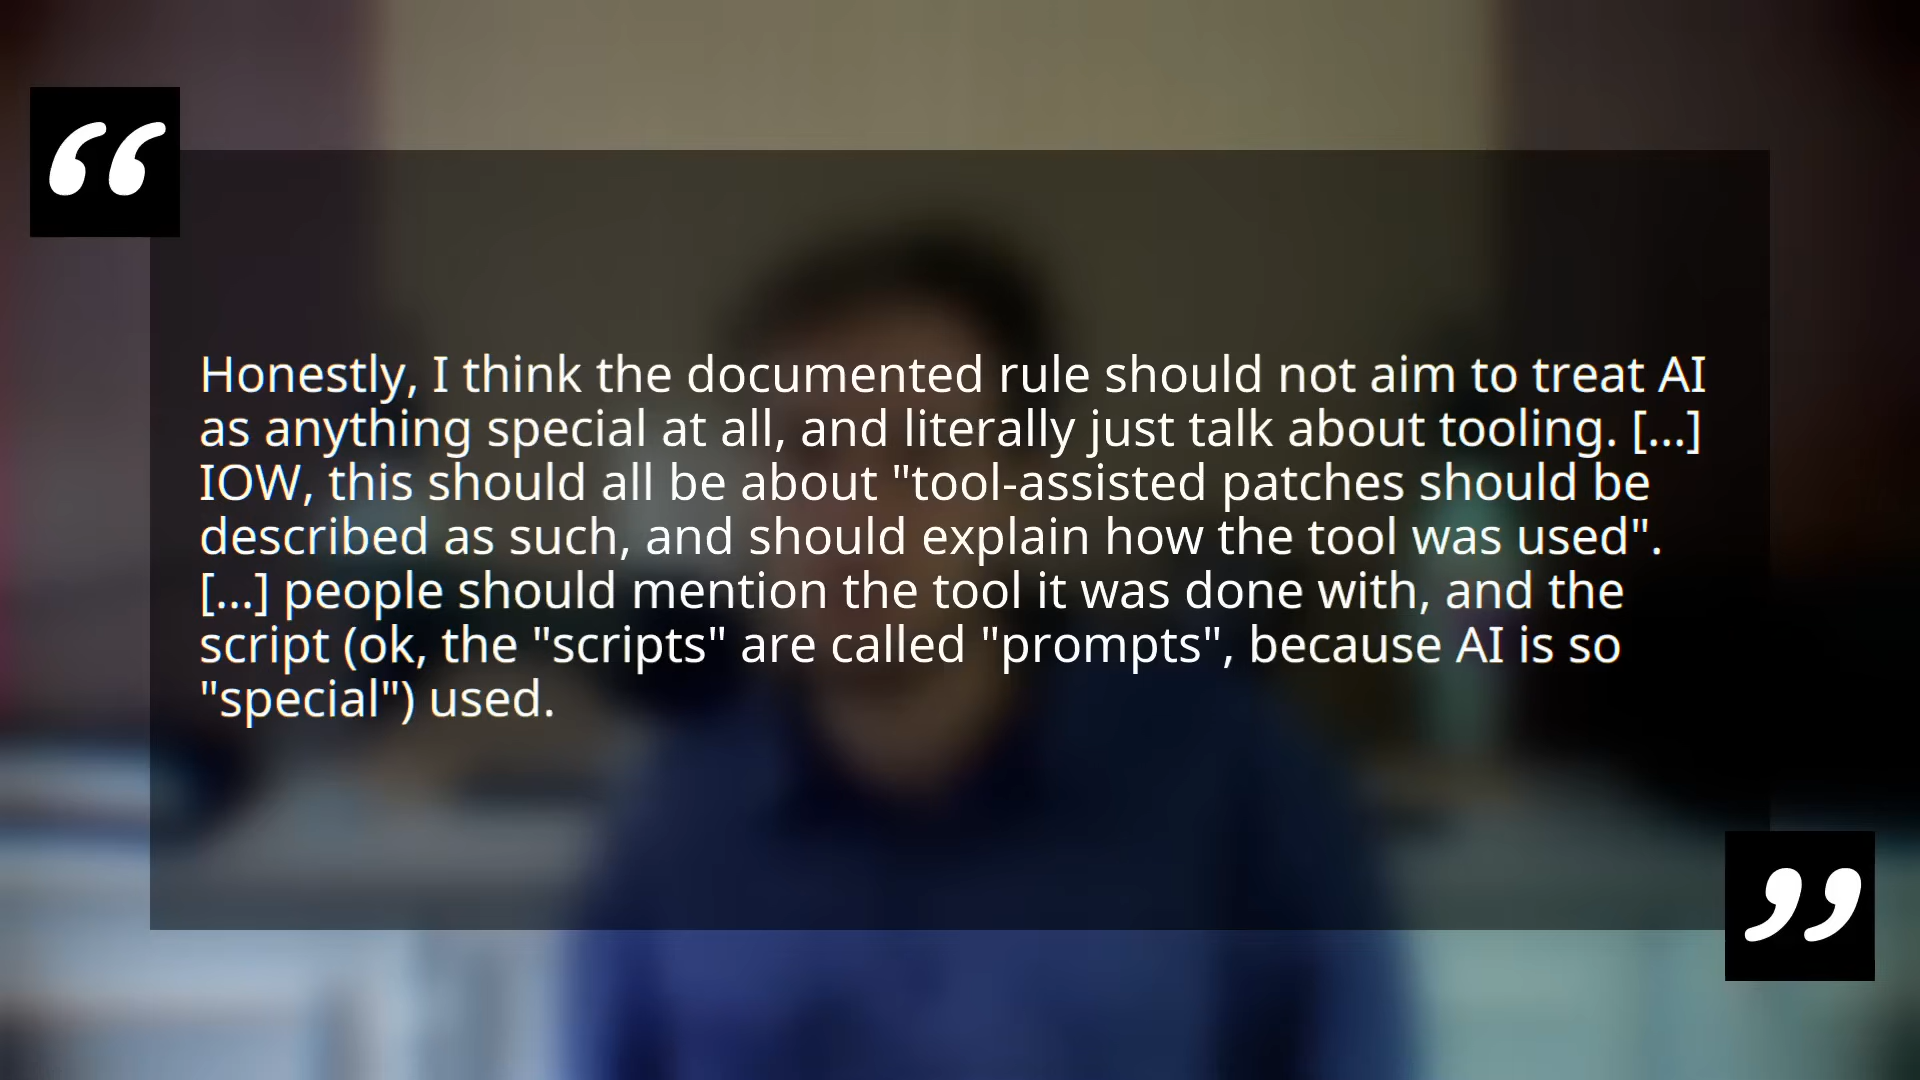 “
Honestly, I think the documented rule should not aim to treat AI
as anything special at all, and literally just talk about tooling. [...]
IOW, this should all be about "tool-assisted patches should be
described as such, and should explain how the tool was used".
[...] people should mention the tool it was done with, and the
script (ok, the "scripts" are called "prompts", because AI is so
"special") used.
”